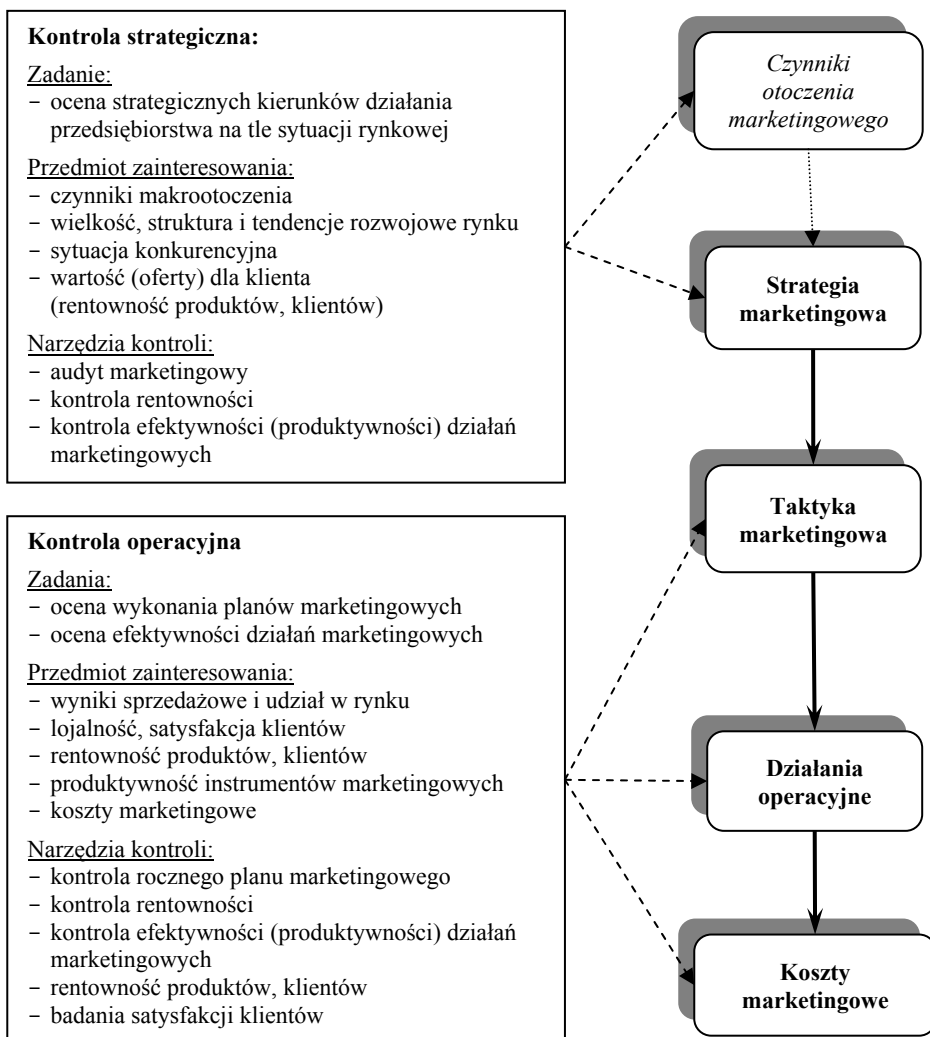 Kontrola strategiczna:
Zadanie:
− ocena strategicznych kierunków działania
przedsiębiorstwa na tle sytuacji rynkowej
Przedmiot zainteresowania:
− czynniki makrootoczenia
− wielkość, struktura i tendencje rozwojowe rynku
− sytuacja konkurencyjna
− wartość (oferty) dla klienta
(rentowność produktów, klientów)
Narzędzia kontroli:
− audyt marketingowy
− kontrola rentowności
− kontrola efektywności (produktywności) działań
marketingowych
Kontrola operacyjna
Zadania:
− ocena wykonania planów marketingowych
− ocena efektywności działań marketingowych
Przedmiot zainteresowania:
− wyniki sprzedażowe i udział w rynku
− lojalność, satysfakcja klientów
− rentowność produktów, klientów
− produktywność instrumentów marketingowych
− koszty marketingowe
Narzędzia kontroli:
− kontrola rocznego planu marketingowego
− kontrola rentowności
− kontrola efektywności (produktywności) działań
marketingowych
− rentowność produktów, klientów
− badania satysfakcji klientów
Czynniki
otoczenia
marketingowego
Strategia
marketingowa
Taktyka
marketingowa
Działania
operacyjne
Koszty
marketingowe